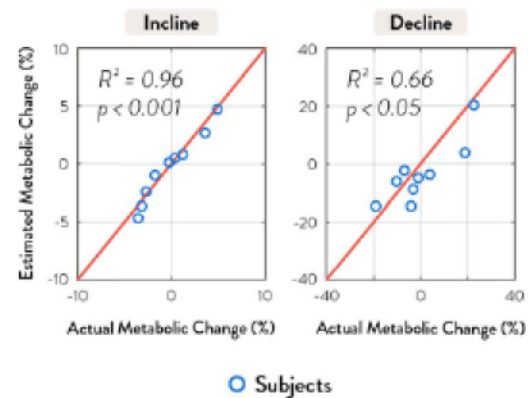 Incline
Decline
Estimated Metabolic Change (%)
10
5
0
-5
-10
R² = 0.96
p < 0.001
-10
0
10
Actual Metabolic Change (%)
40
20
0
-20
-40
R² = 0.66
p < 0.05
-40
0
40
Actual Metabolic Change (%)
Subjects